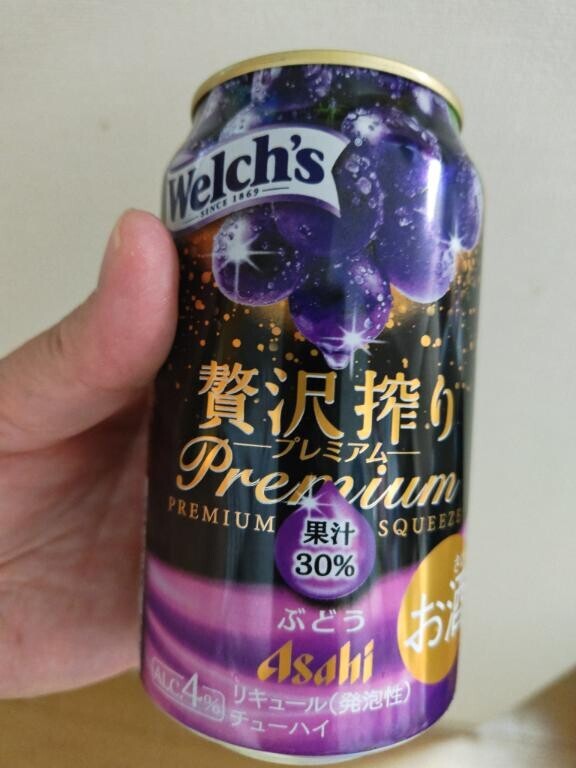 Welch's
SINCE 1869
贅沢搾り
プレミアム
Premium
PREMIUM SQUEEZE
果汁
30%
ぶどう
Asahi
お酒
ALC.4%
リキュール(発泡性)
チューハイ